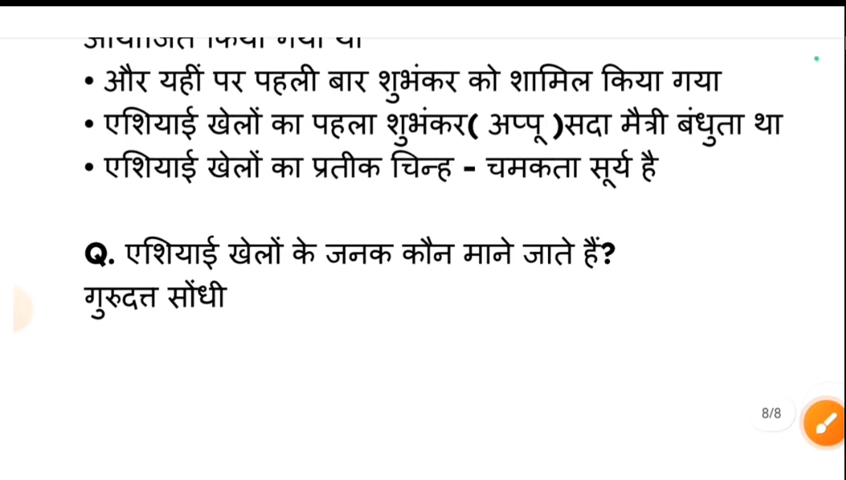 • और यहीं पर पहली बार शुभंकर को शामिल किया गया
• एशियाई खेलों का पहला शुभंकर( अप्पू )सदा मैत्री बंधुता था
• एशियाई खेलों का प्रतीक चिन्ह - चमकता सूर्य है
Q. एशियाई खेलों के जनक कौन माने जाते हैं?
गुरुदत्त सोंधी
8/8